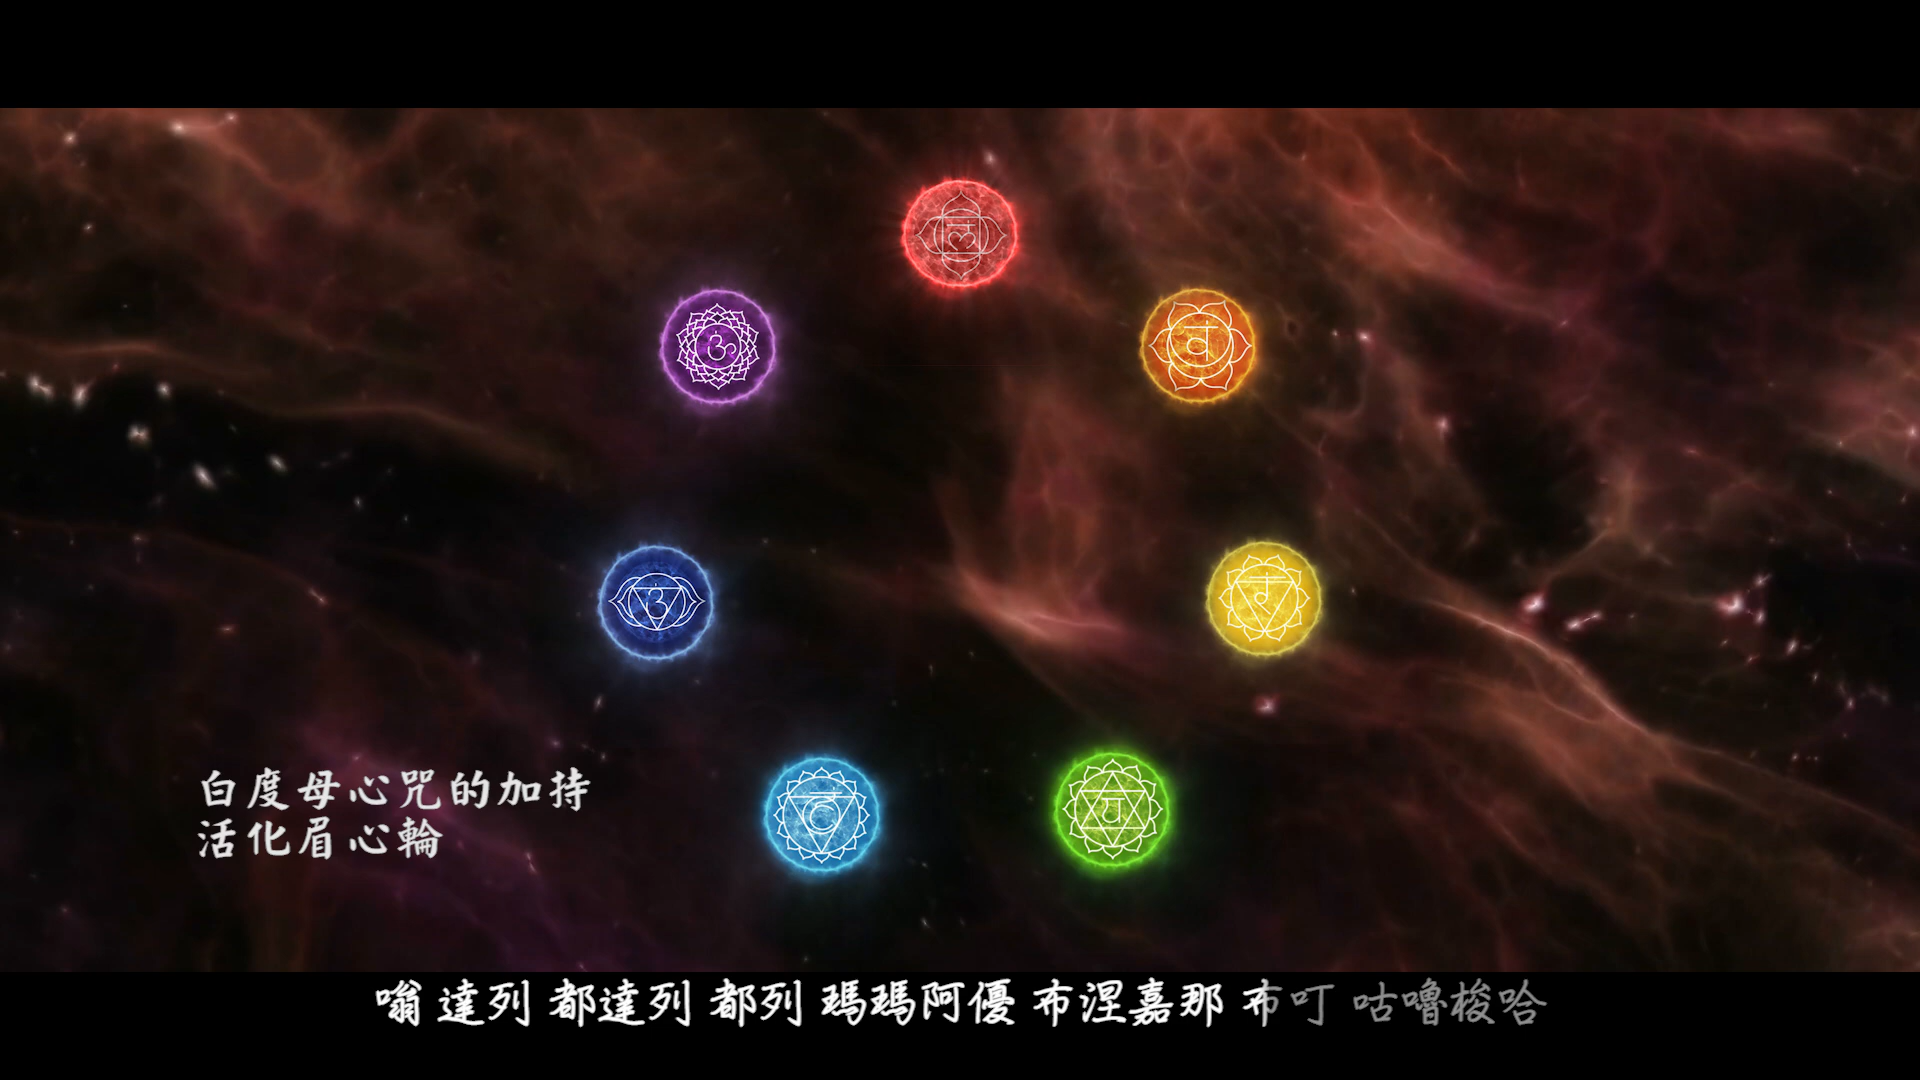 白度母心咒的加持
活化眉心輪
嗡 達列 都達列 都列 瑪瑪阿優 布涅嘉那 布叮 咕嚕梭哈